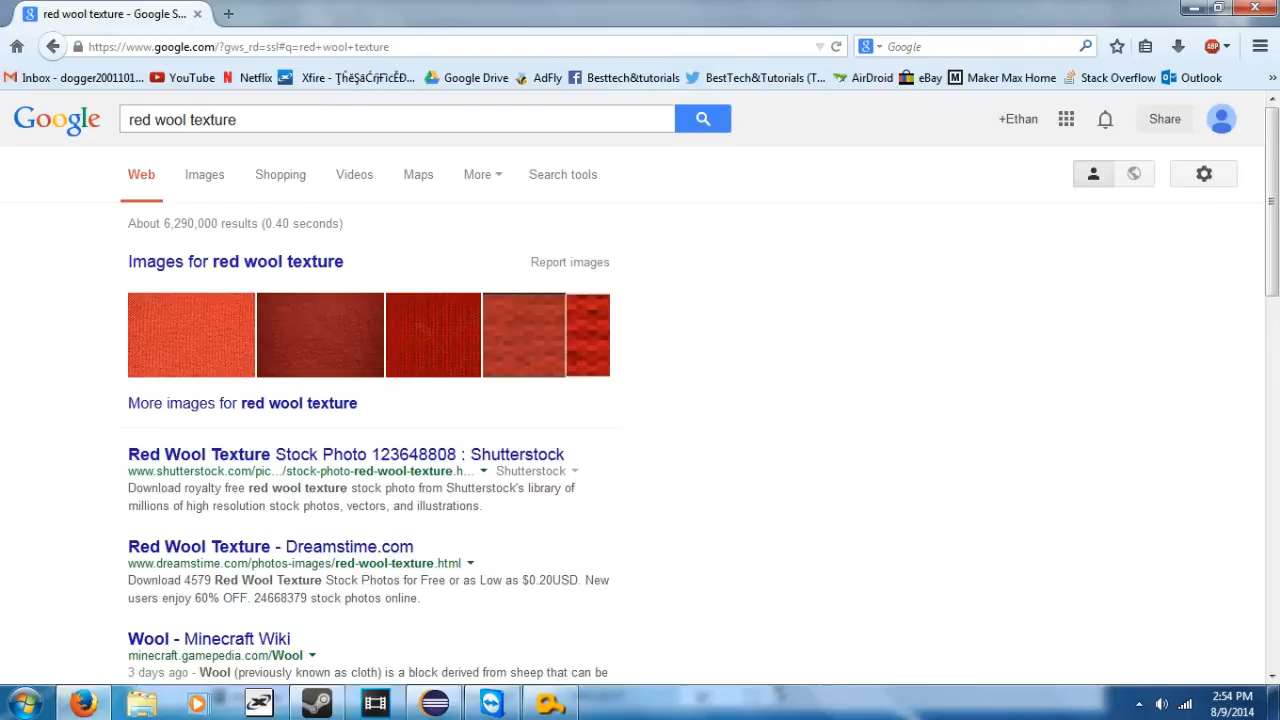 red wool texture - Google S...
https://www.google.com/?gws_rd=ssl#q=red+wool+texture
Google
ABP
Inbox - dogger2001101...
YouTube
Netflix
Google Drive
AdFly
Besttech&tutorials
BestTech&Tutorials (T...
AirDroid
eBay
Maker Max Home
Stack Overflow
Outlook
Google
red wool texture
+Ethan
Share
Web
Images
Shopping
Videos
Maps
More
Search tools
About 6,290,000 results (0.40 seconds)
Images for red wool texture
Report images
More images for red wool texture
Red Wool Texture Stock Photo 123648808 : Shutterstock
www.shutterstock.com/pic.../stock-photo-red-wool-texture.h... Shutterstock
Download royalty free red wool texture stock photo from Shutterstock's library of
millions of high resolution stock photos, vectors, and illustrations.
Red Wool Texture - Dreamstime.com
www.dreamstime.com/photos-images/red-wool-texture.html
Download 4579 Red Wool Texture Stock Photos for Free or as Low as $0.20USD. New
users enjoy 60% OFF. 24668379 stock photos online.
Wool - Minecraft Wiki
minecraft.gamepedia.com/Wool
3 days ago - Wool (previously known as cloth) is a block derived from sheep that can be
2:54 PM
8/9/2014